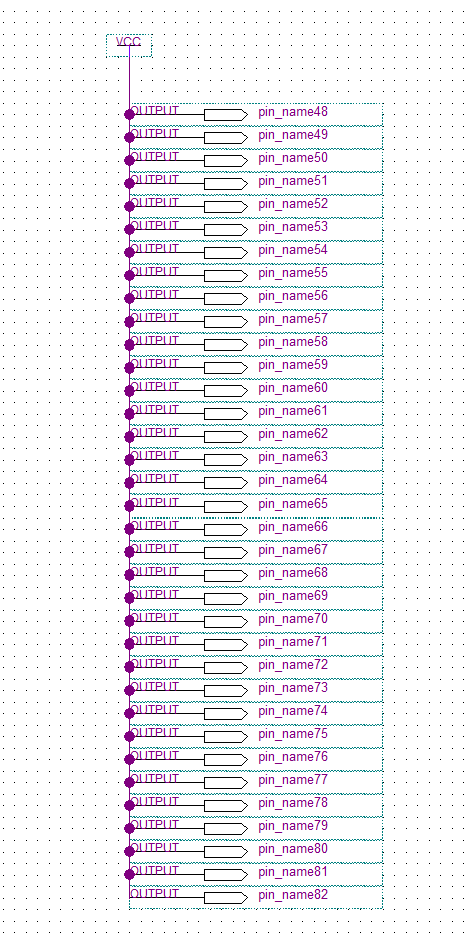 VCC
OUTPUT pin_name48
OUTPUT pin_name49
OUTPUT pin_name50
OUTPUT pin_name51
OUTPUT pin_name52
OUTPUT pin_name53
OUTPUT pin_name54
OUTPUT pin_name55
OUTPUT pin_name56
OUTPUT pin_name57
OUTPUT pin_name58
OUTPUT pin_name59
OUTPUT pin_name60
OUTPUT pin_name61
OUTPUT pin_name62
OUTPUT pin_name63
OUTPUT pin_name64
OUTPUT pin_name65
OUTPUT pin_name66
OUTPUT pin_name67
OUTPUT pin_name68
OUTPUT pin_name69
OUTPUT pin_name70
OUTPUT pin_name71
OUTPUT pin_name72
OUTPUT pin_name73
OUTPUT pin_name74
OUTPUT pin_name75
OUTPUT pin_name76
OUTPUT pin_name77
OUTPUT pin_name78
OUTPUT pin_name79
OUTPUT pin_name80
OUTPUT pin_name81
OUTPUT pin_name82